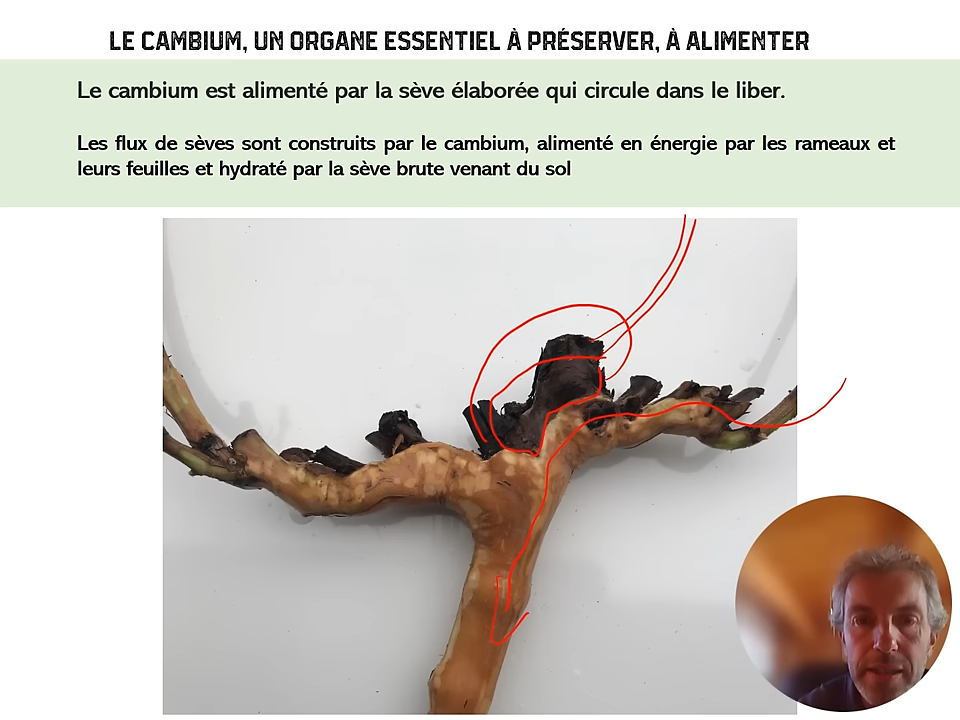 LE CAMBIUM, UN ORGANE ESSENTIEL À PRÉSERVER, À ALIMENTER
Le cambium est alimenté par la sève élaborée qui circule dans le liber.
Les flux de sèves sont construits par le cambium, alimenté en énergie par les rameaux et
leurs feuilles et hydraté par la sève brute venant du sol